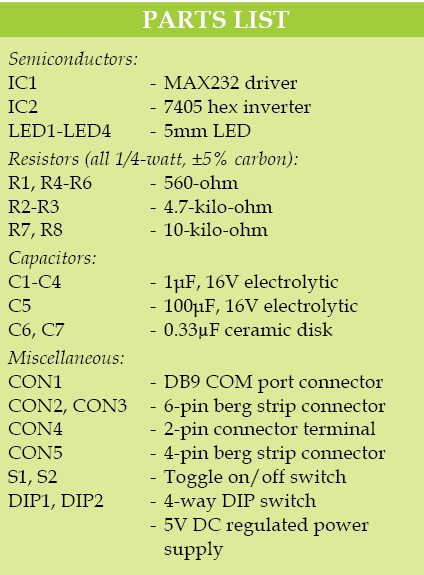 PARTS LIST
Semiconductors:
IC1 - MAX232 driver
IC2 - 7405 hex inverter
LED1-LED4 - 5mm LED
Resistors (all 1/4-watt, ±5% carbon):
R1, R4-R6 - 560-ohm
R2-R3 - 4.7-kilo-ohm
R7, R8 - 10-kilo-ohm
Capacitors:
C1-C4 - 1µF, 16V electrolytic
C5 - 100µF, 16V electrolytic
C6, C7 - 0.33µF ceramic disk
Miscellaneous:
CON1 - DB9 COM port connector
CON2, CON3 - 6-pin berg strip connector
CON4 - 2-pin connector terminal
CON5 - 4-pin berg strip connector
S1, S2 - Toggle on/off switch
DIP1, DIP2 - 4-way DIP switch
- 5V DC regulated power
supply